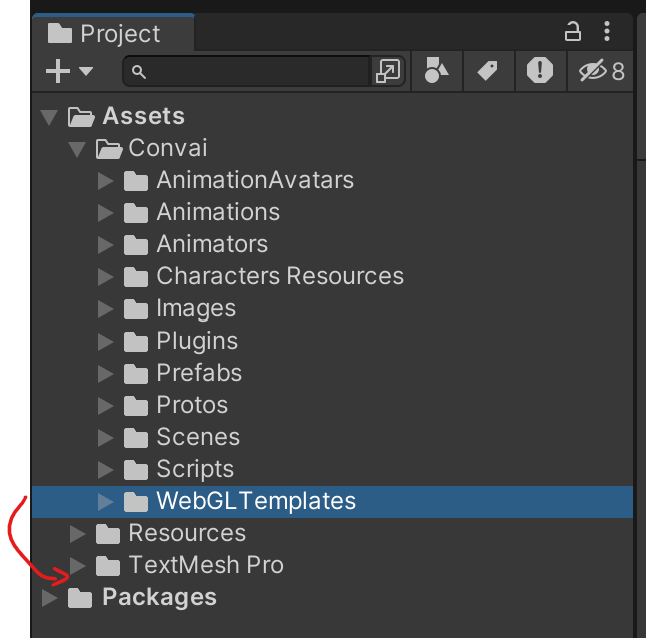 Project
8
Assets
Convai
AnimationAvatars
Animations
Animators
Characters Resources
Images
Plugins
Prefabs
Protos
Scenes
Scripts
WebGLTemplates
Resources
TextMesh Pro
Packages